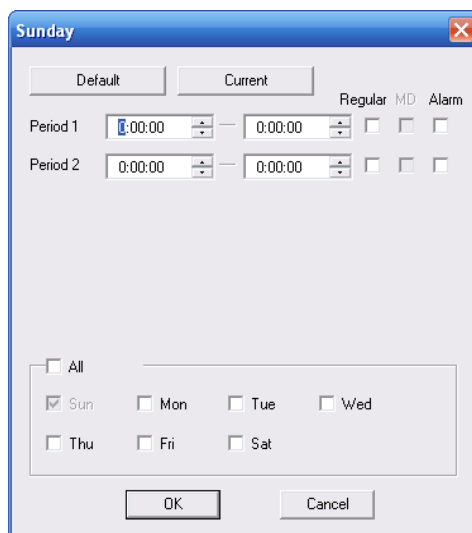 Sunday
Default Current
Regular MD Alarm
Period 1 0:00:00 — 0:00:00
Period 2 0:00:00 — 0:00:00
All
Sun Mon Tue Wed
Thu Fri Sat
OK Cancel